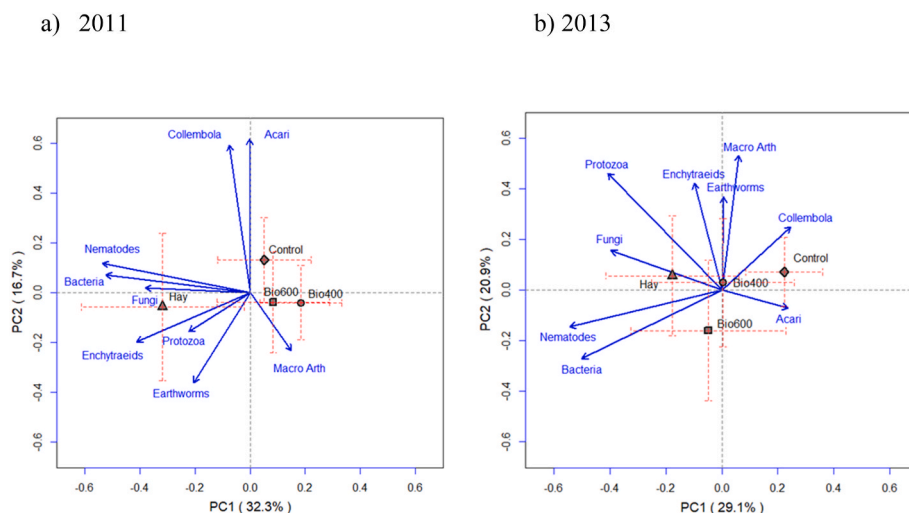 a) 2011
b) 2013
0.6
0.4
0.2
0.0
-0.2
-0.4
-0.6
PC2 ( 16.7% )
Collembola
Acari
Nematodes
Bacteria
Fungi
Hay
Control
Bio600
Bio400
Protozoa
Enchytraeids
Earthworms
Macro Arth
-0.6 -0.4 -0.2 0.0 0.2 0.4 0.6
PC1 ( 32.3% )
0.6
0.4
0.2
0.0
-0.2
-0.4
-0.6
PC2 ( 20.9% )
Macro Arth
Protozoa
Enchytraeids
Earthworms
Collembola
Fungi
Control
Hay
Bio400
Acari
Bio600
Nematodes
Bacteria
-0.6 -0.4 -0.2 0.0 0.2 0.4 0.6
PC1 ( 29.1% )